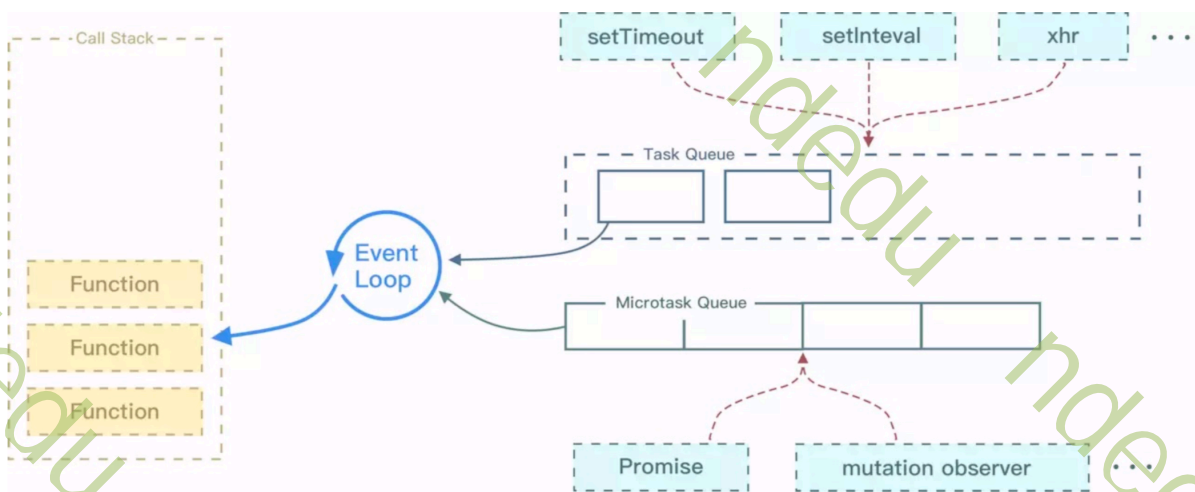 Call Stack
setTimeout
setInteval
xhr
...
Task Queue
Event
Loop
Function
Microtask Queue
Function
Function
Promise
mutation observer
...
ndedu
ndedu